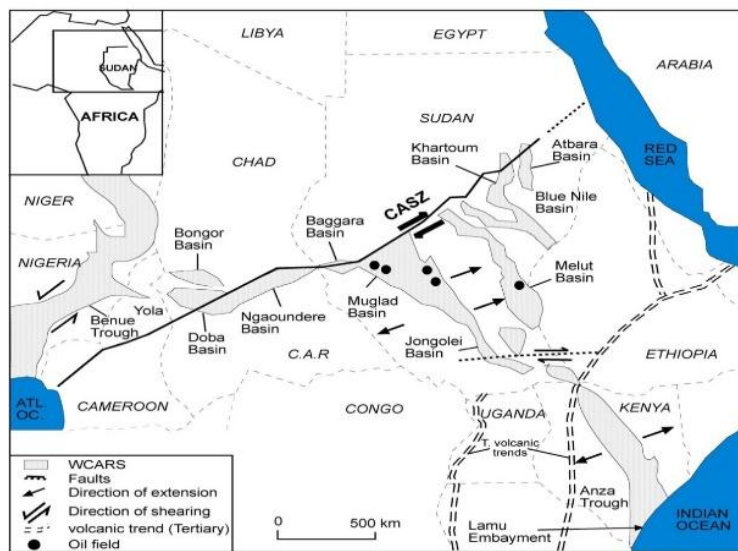 LIBYA
EGYPT
ARABIA
SUDAN
AFRICA
SUDAN
Khartoum
Basin
Atbara
Basin
RED
SEA
CHAD
NIGER
CASZ
Blue Nile
Basin
Baggara
Basin
Bongor
Basin
NIGERIA
Melut
Basin
Muglad
Basin
Yola
Benue
Trough
Ngaoundere
Basin
Doba
Basin
Jongolei
Basin
C.A.R
ETHIOPIA
ATL.
OC.
CAMEROON
CONGO
UGANDA
KENYA
T. volcanic
trends
WCARS
Faults
Direction of extension
Direction of shearing
volcanic trend (Tertiary)
Oil field
0
500 km
Anza
Trough
Lamu
Embayment
INDIAN
OCEAN